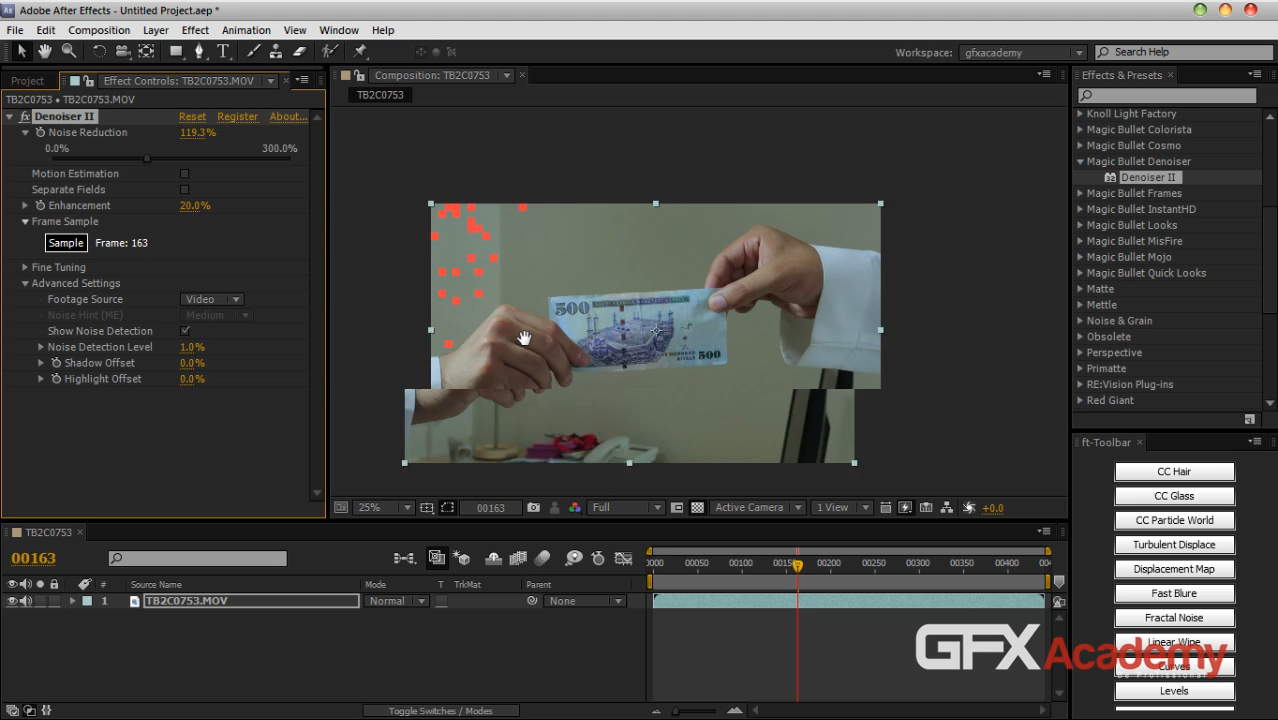 Adobe After Effects - Untitled Project.aep *
File Edit Composition Layer Effect Animation View Window Help
Workspace: gfxacademy Search Help
Project Effect Controls: TB2C0753.MOV
TB2C0753 • TB2C0753.MOV
fx Denoiser II Reset Register About...
Noise Reduction 119.3%
0.0% 300.0%
Motion Estimation
Separate Fields
Enhancement 20.0%
Frame Sample
Sample Frame: 163
Fine Tuning
Advanced Settings
Footage Source Video
Noise Hint (ME) Medium
Show Noise Detection
Noise Detection Level 1.0%
Shadow Offset 0.0%
Highlight Offset 0.0%
Composition: TB2C0753
TB2C0753
500
500
25% 00163 Full Active Camera 1 View +0.0
Effects & Presets
Knoll Light Factory
Magic Bullet Colorista
Magic Bullet Cosmo
Magic Bullet Denoiser
32 Denoiser II
Magic Bullet Frames
Magic Bullet InstantHD
Magic Bullet Looks
Magic Bullet MisFire
Magic Bullet Mojo
Magic Bullet Quick Looks
Matte
Mettle
Noise & Grain
Obsolete
Perspective
Primatte
RE:Vision Plug-ins
Red Giant
ft-Toolbar
CC Hair
CC Glass
CC Particle World
Turbulent Displace
Displacement Map
Fast Blure
Fractal Noise
Linear Wipe
Curves
Levels
TB2C0753
00163
0000 00050 00100 0015 00200 00250 00300 00350 004
# Source Name Mode T TrkMat Parent
1 TB2C0753.MOV Normal None
Toggle Switches / Modes
GFXAcademy